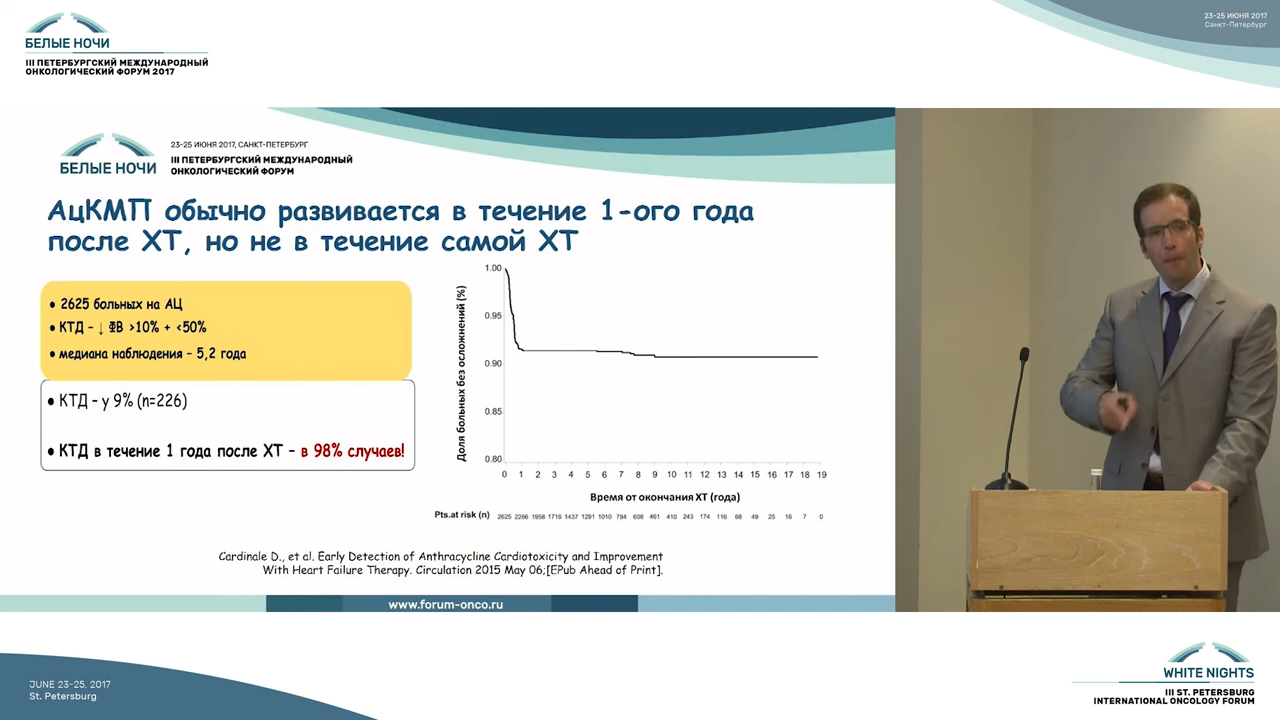 БЕЛЫЕ НОЧИ
III ПЕТЕРБУРГСКИЙ МЕЖДУНАРОДНЫЙ
ОНКОЛОГИЧЕСКИЙ ФОРУМ 2017
23-25 ИЮНЯ 2017
Санкт-Петербург
БЕЛЫЕ НОЧИ
23-25 ИЮНЯ 2017, САНКТ-ПЕТЕРБУРГ
III ПЕТЕРБУРГСКИЙ МЕЖДУНАРОДНЫЙ
ОНКОЛОГИЧЕСКИЙ ФОРУМ
АцКМП обычно развивается в течение 1-ого года
после ХТ, но не в течение самой ХТ
• 2625 больных на АЦ
• КТД – ↓ ФВ >10% + <50%
• медиана наблюдения – 5,2 года
• КТД – у 9% (n=226)
• КТД в течение 1 года после ХТ – в 98% случаев!
Доля больных без осложнений (%)
1.00
0.95
0.90
0.85
0.80
0 1 2 3 4 5 6 7 8 9 10 11 12 13 14 15 16 17 18 19
Время от окончания ХТ (года)
Pts.at risk (n) 2625 2266 1958 1716 1437 1291 1010 784 608 461 410 243 174 116 68 49 25 16 7 0
Cardinale D., et al. Early Detection of Anthracycline Cardiotoxicity and Improvement
With Heart Failure Therapy. Circulation 2015 May 06;[EPub Ahead of Print].
www.forum-onco.ru
JUNE 23-25, 2017
St. Petersburg
WHITE NIGHTS
III ST. PETERSBURG
INTERNATIONAL ONCOLOGY FORUM